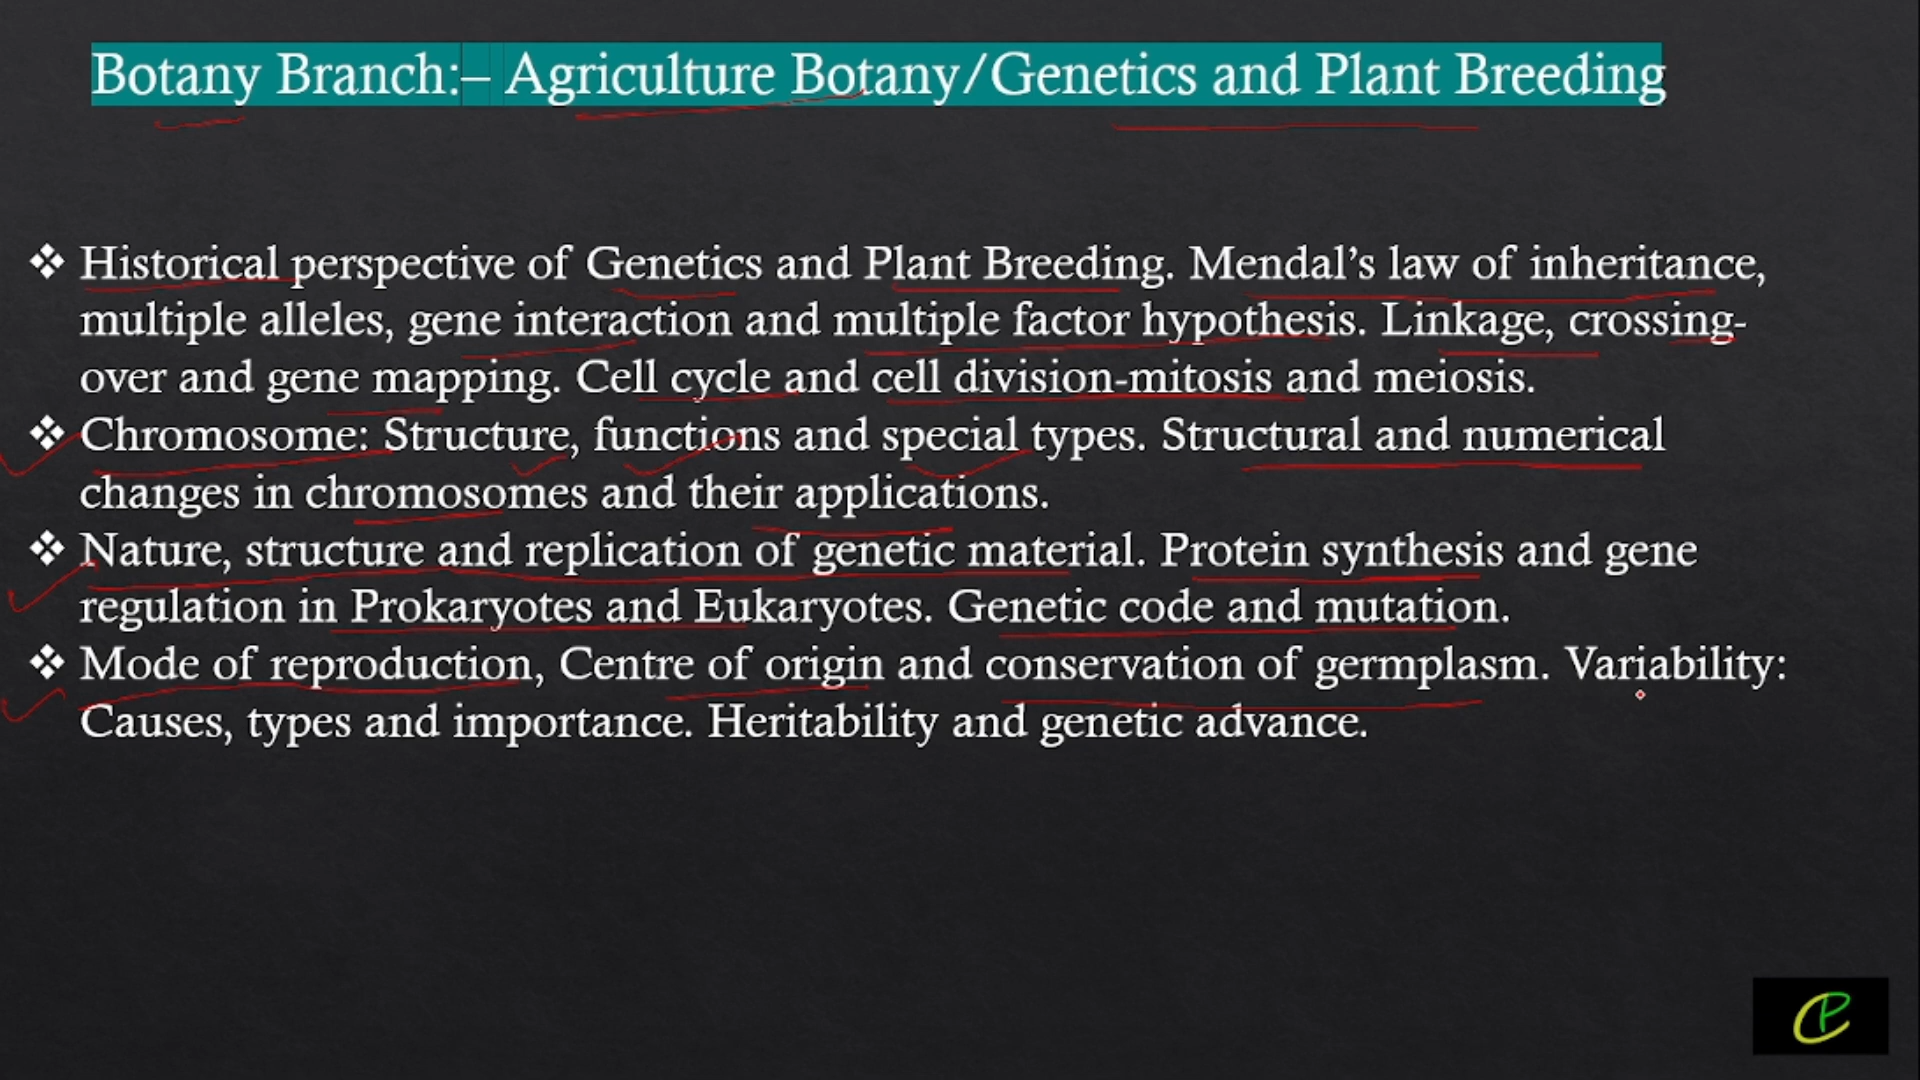 Botany Branch:– Agriculture Botany/Genetics and Plant Breeding
❖ Historical perspective of Genetics and Plant Breeding. Mendal’s law of inheritance,
multiple alleles, gene interaction and multiple factor hypothesis. Linkage, crossing-
over and gene mapping. Cell cycle and cell division-mitosis and meiosis.
❖ Chromosome: Structure, functions and special types. Structural and numerical
changes in chromosomes and their applications.
❖ Nature, structure and replication of genetic material. Protein synthesis and gene
regulation in Prokaryotes and Eukaryotes. Genetic code and mutation.
❖ Mode of reproduction, Centre of origin and conservation of germplasm. Variability:
Causes, types and importance. Heritability and genetic advance.
CP